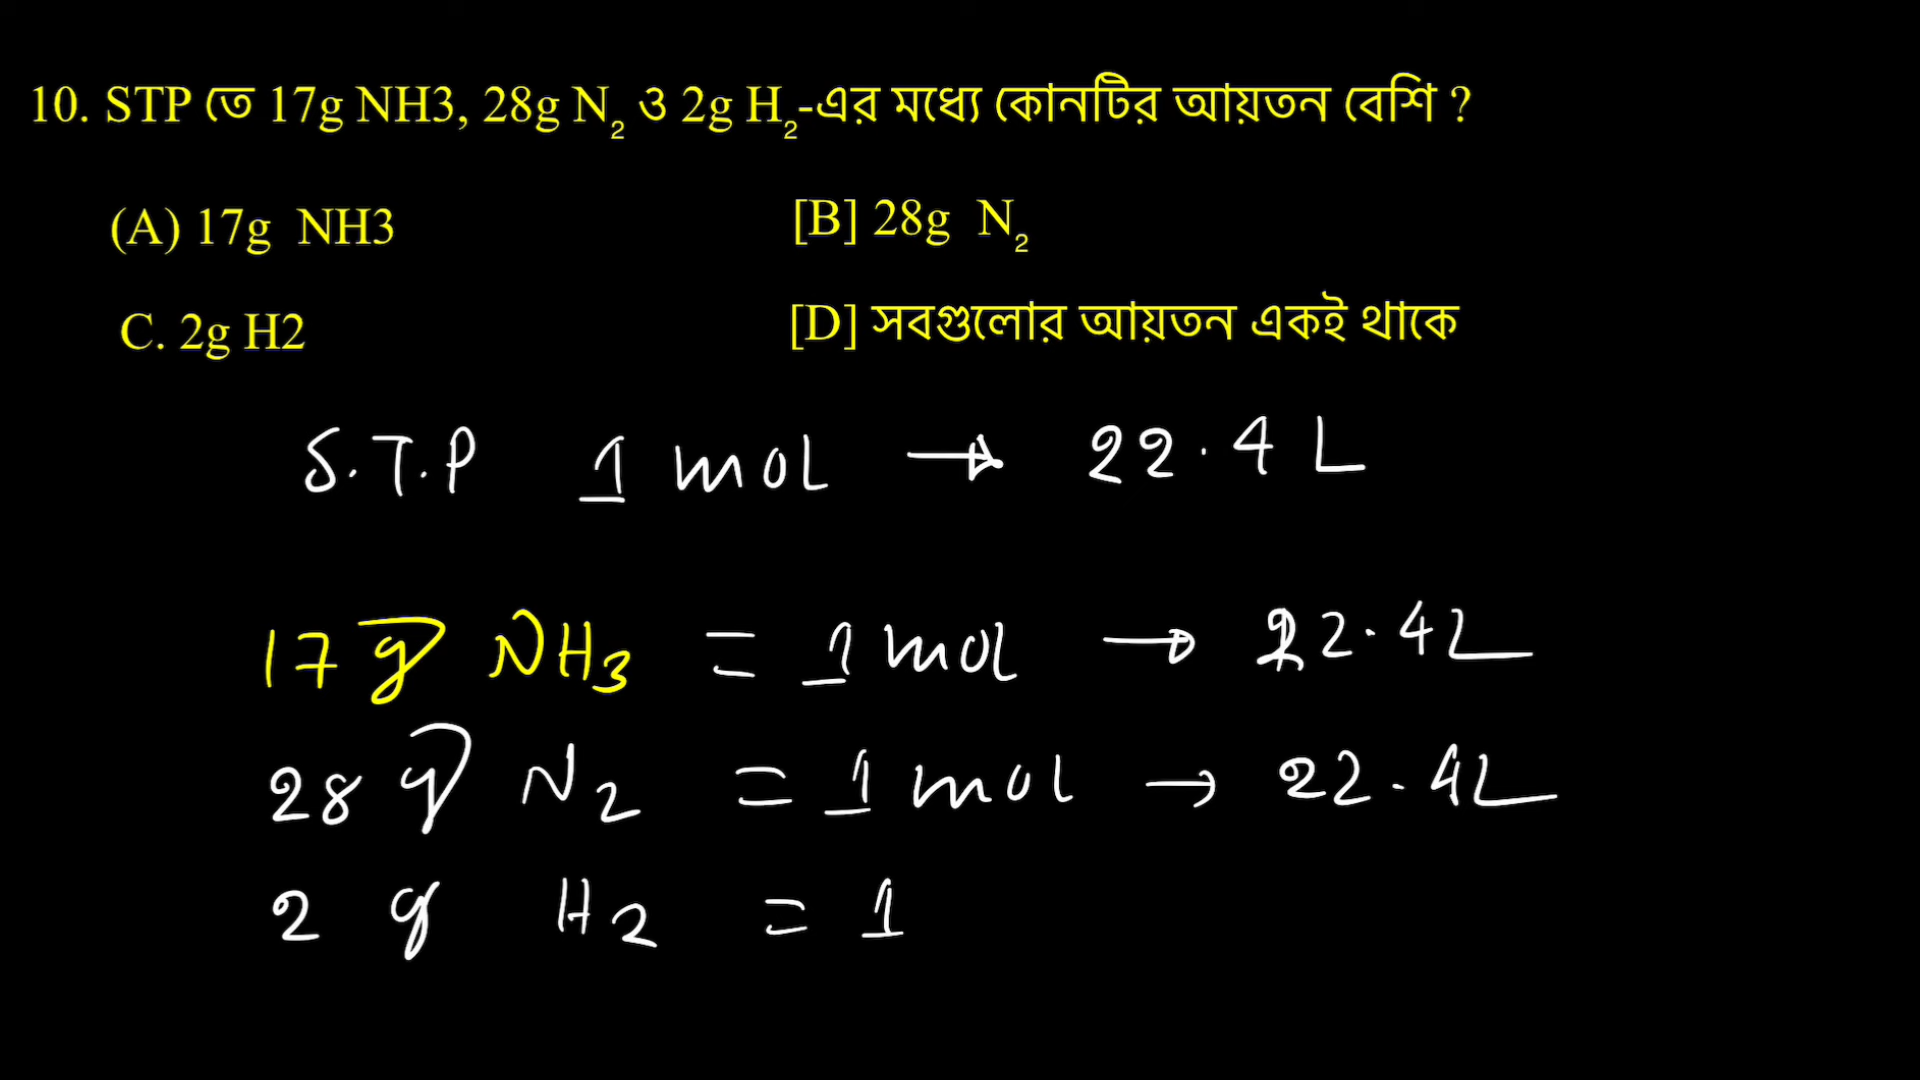 10. STP তে 17g NH3, 28g N₂ ও 2g H₂-এর মধ্যে কোনটির আয়তন বেশি ?
(A) 17g NH3 [B] 28g N₂
C. 2g H2 [D] সবগুলোর আয়তন একই থাকে
S.T.P 1 mol → 22.4 L
17 g NH3 = 1 mol → 22.4L
28 g N2 = 1 mol → 22.4L
2 g H2 = 1